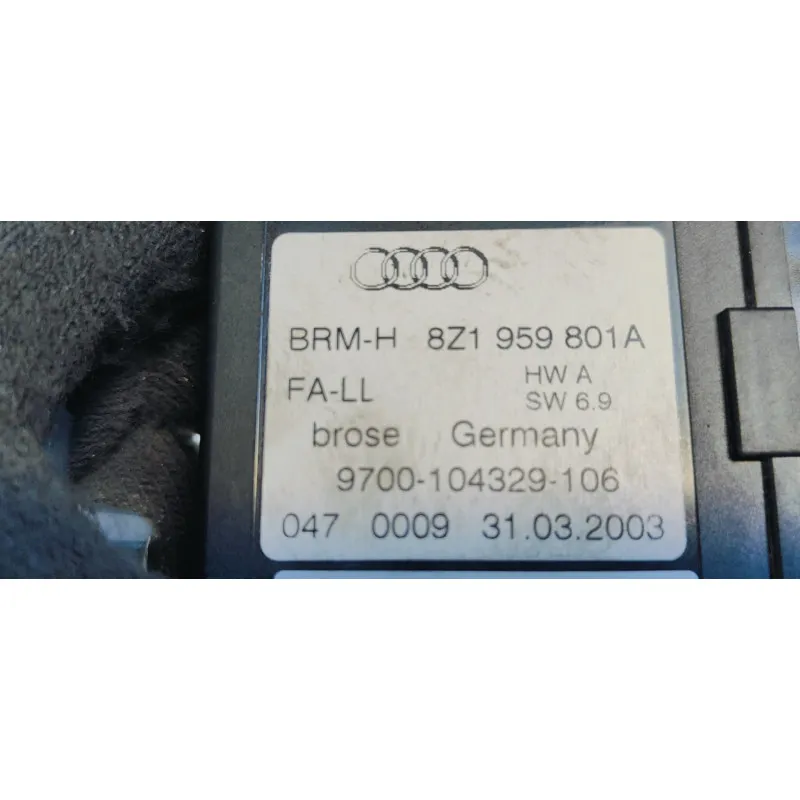 BRM-H 8Z1 959 801A
FA-LL HW A
SW 6.9
brose Germany
9700-104329-106
047 0009 31.03.2003